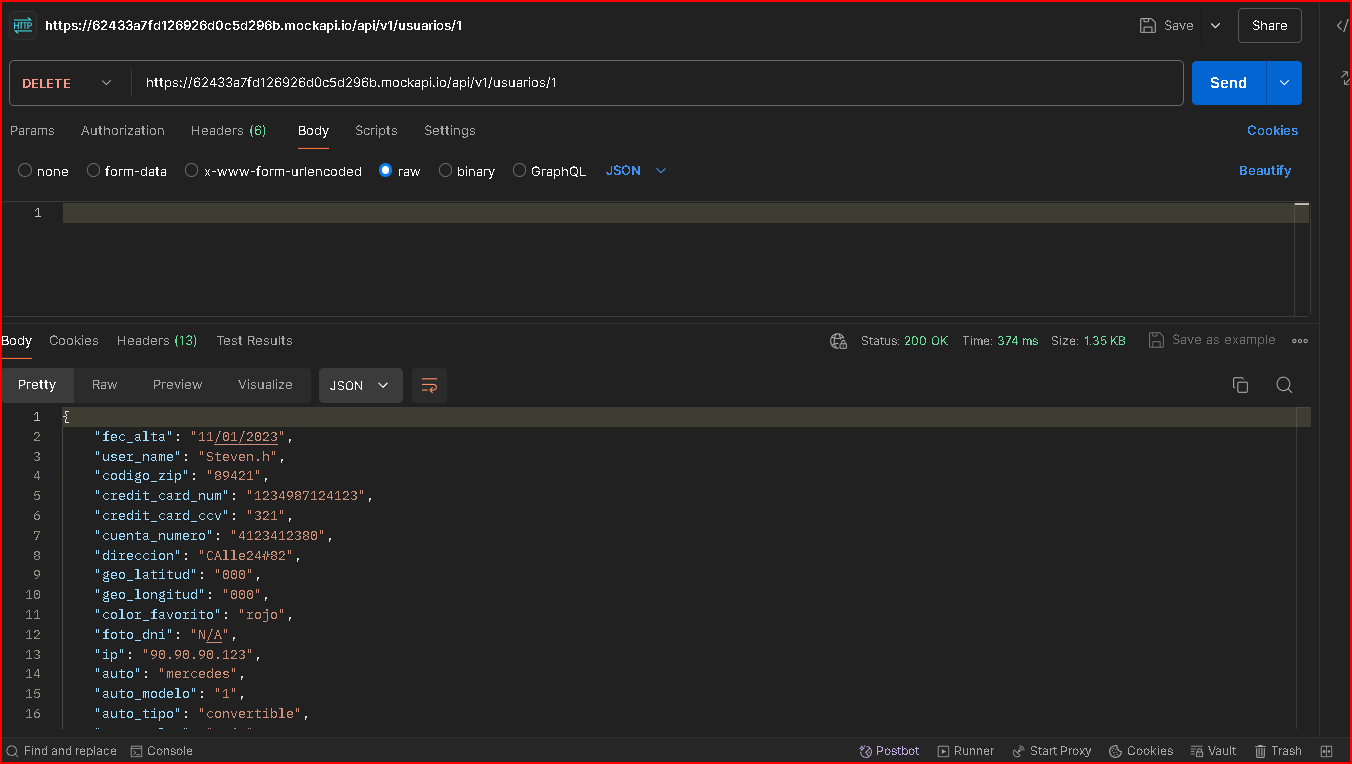 HTTP https://62433a7fd126926d0c5d296b.mockapi.io/api/v1/usuarios/1 Save Share
DELETE https://62433a7fd126926d0c5d296b.mockapi.io/api/v1/usuarios/1 Send
Params Authorization Headers (6) Body Scripts Settings Cookies
none form-data x-www-form-urlencoded raw binary GraphQL JSON Beautify
1
Body Cookies Headers (13) Test Results Status: 200 OK Time: 374 ms Size: 1.35 KB Save as example
Pretty Raw Preview Visualize JSON
1 {
2 "fec_alta": "11/01/2023",
3 "user_name": "Steven.h",
4 "codigo_zip": "89421",
5 "credit_card_num": "1234987124123",
6 "credit_card_ccv": "321",
7 "cuenta_numero": "4123412380",
8 "direccion": "CAlle24#82",
9 "geo_latitud": "000",
10 "geo_longitud": "000",
11 "color_favorito": "rojo",
12 "foto_dni": "N/A",
13 "ip": "90.90.90.123",
14 "auto": "mercedes",
15 "auto_modelo": "1",
16 "auto_tipo": "convertible",
Find and replace Console Postbot Runner Start Proxy Cookies Vault Trash